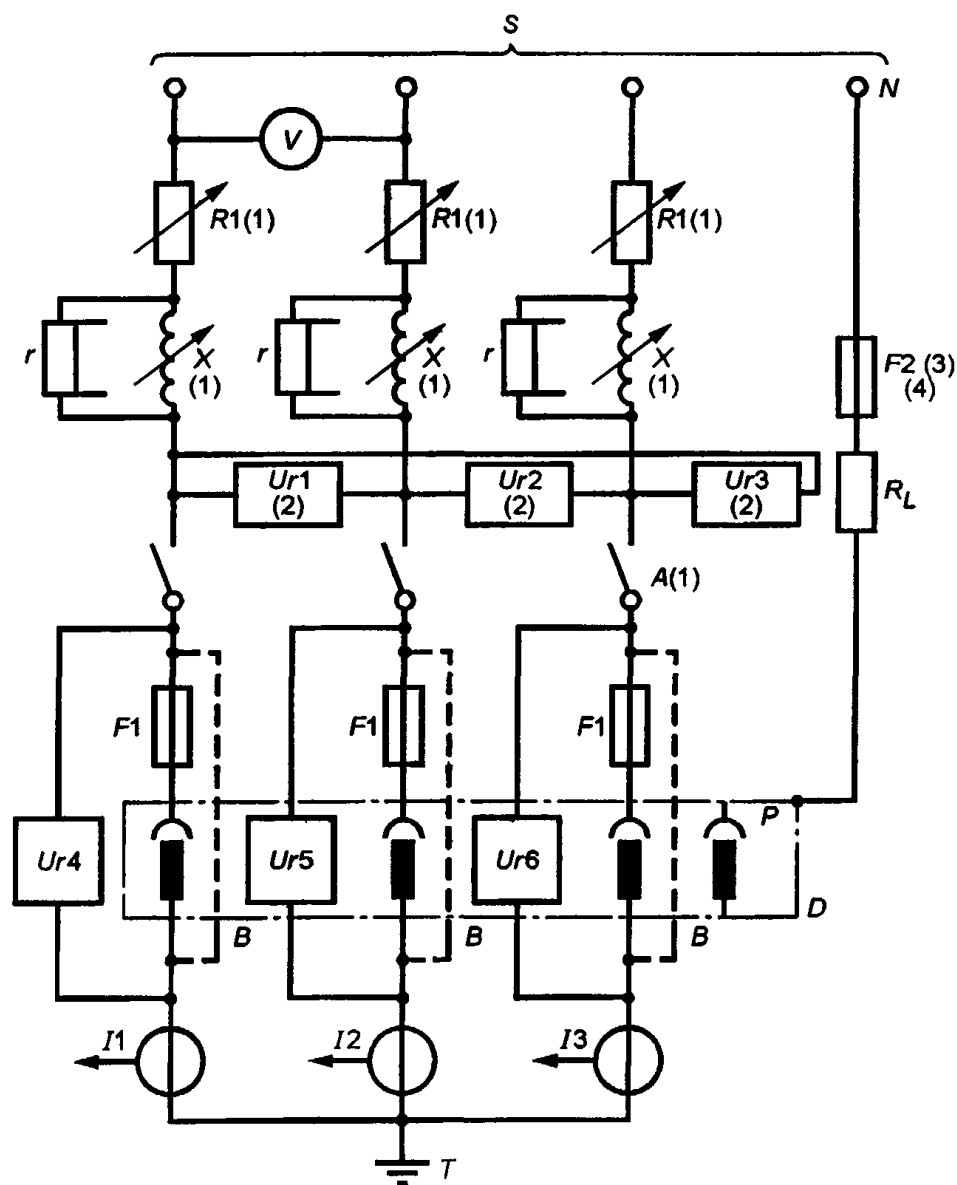 S
N
V
R1(1)
R1(1)
R1(1)
r
X
(1)
r
X
(1)
r
X
(1)
F2 (3)
(4)
Ur1
(2)
Ur2
(2)
Ur3
(2)
RL
A(1)
F1
F1
F1
P
Ur4
Ur5
Ur6
D
B
B
B
I1
I2
I3
T